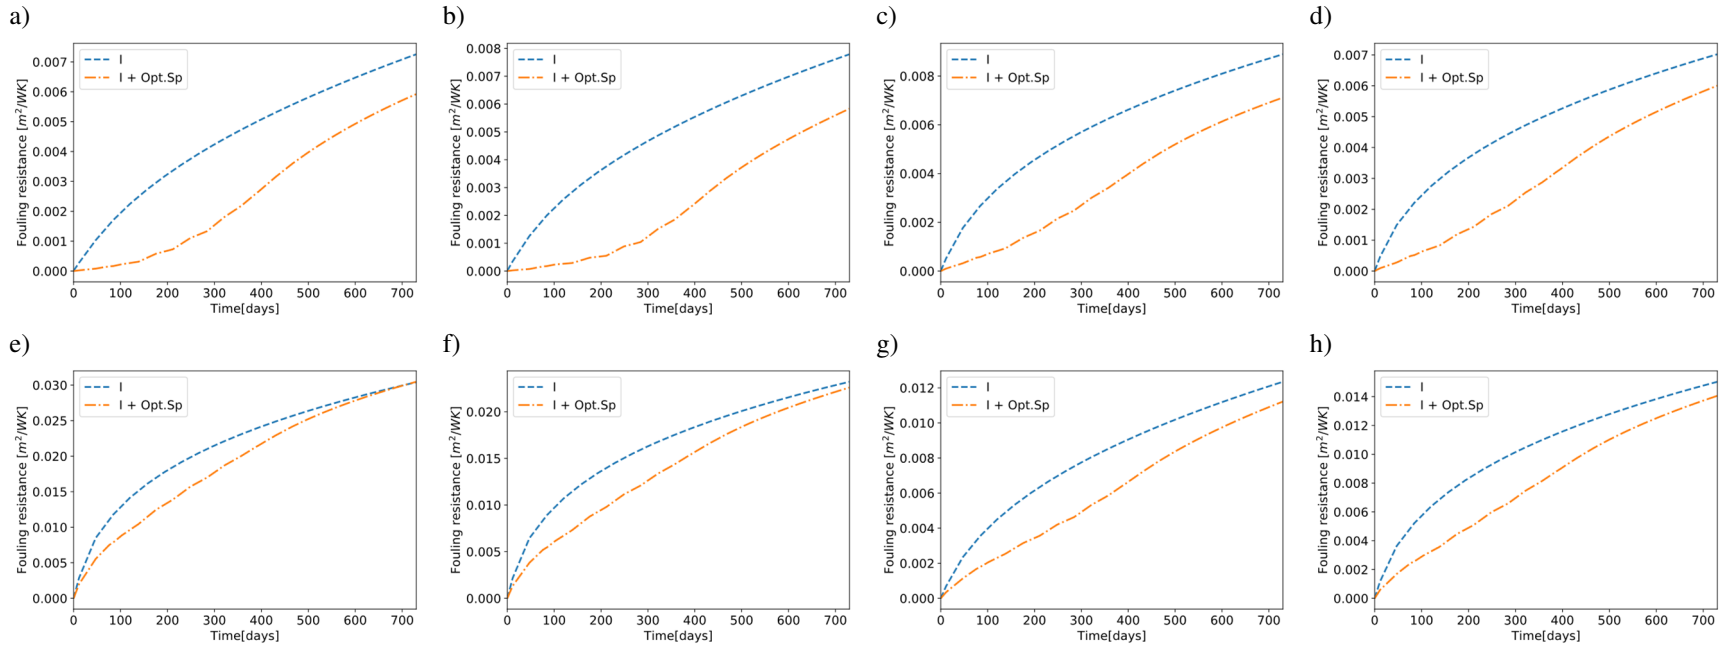 a)
Fouling resistance [m²/WK]
0.007
0.006
0.005
0.004
0.003
0.002
0.001
0.000
I
I + Opt.Sp
0 100 200 300 400 500 600 700
Time[days]
b)
Fouling resistance [m²/WK]
0.008
0.007
0.006
0.005
0.004
0.003
0.002
0.001
0.000
I
I + Opt.Sp
0 100 200 300 400 500 600 700
Time[days]
c)
Fouling resistance [m²/WK]
0.008
0.006
0.004
0.002
0.000
I
I + Opt.Sp
0 100 200 300 400 500 600 700
Time[days]
d)
Fouling resistance [m²/WK]
0.007
0.006
0.005
0.004
0.003
0.002
0.001
0.000
I
I + Opt.Sp
0 100 200 300 400 500 600 700
Time[days]
e)
Fouling resistance [m²/WK]
0.030
0.025
0.020
0.015
0.010
0.005
0.000
I
I + Opt.Sp
0 100 200 300 400 500 600 700
Time[days]
f)
Fouling resistance [m²/WK]
0.020
0.015
0.010
0.005
0.000
I
I + Opt.Sp
0 100 200 300 400 500 600 700
Time[days]
g)
Fouling resistance [m²/WK]
0.012
0.010
0.008
0.006
0.004
0.002
0.000
I
I + Opt.Sp
0 100 200 300 400 500 600 700
Time[days]
h)
Fouling resistance [m²/WK]
0.014
0.012
0.010
0.008
0.006
0.004
0.002
0.000
I
I + Opt.Sp
0 100 200 300 400 500 600 700
Time[days]